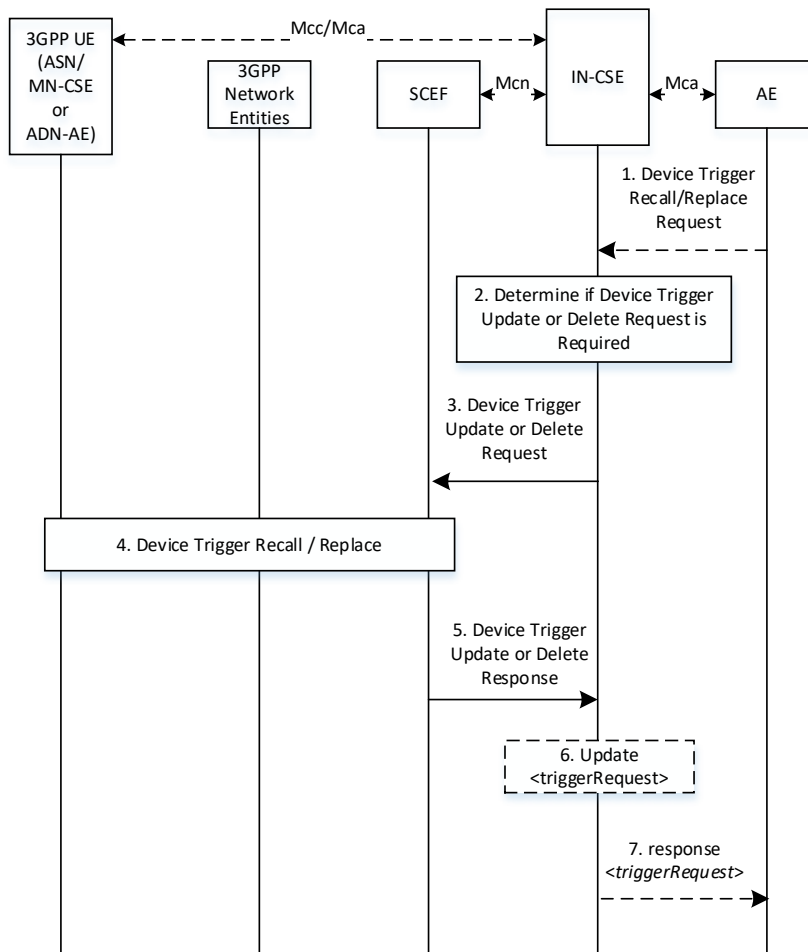 3GPP UE
(ASN/
MN-CSE
or
ADN-AE)
Mcc/Mca
3GPP
Network
Entities
SCEF
Mcn
IN-CSE
Mca
AE
1. Device Trigger
Recall/Replace
Request
2. Determine if Device Trigger
Update or Delete Request is
Required
3. Device Trigger
Update or Delete
Request
4. Device Trigger Recall / Replace
5. Device Trigger
Update or Delete
Response
6. Update
<triggerRequest>
7. response
<triggerRequest>